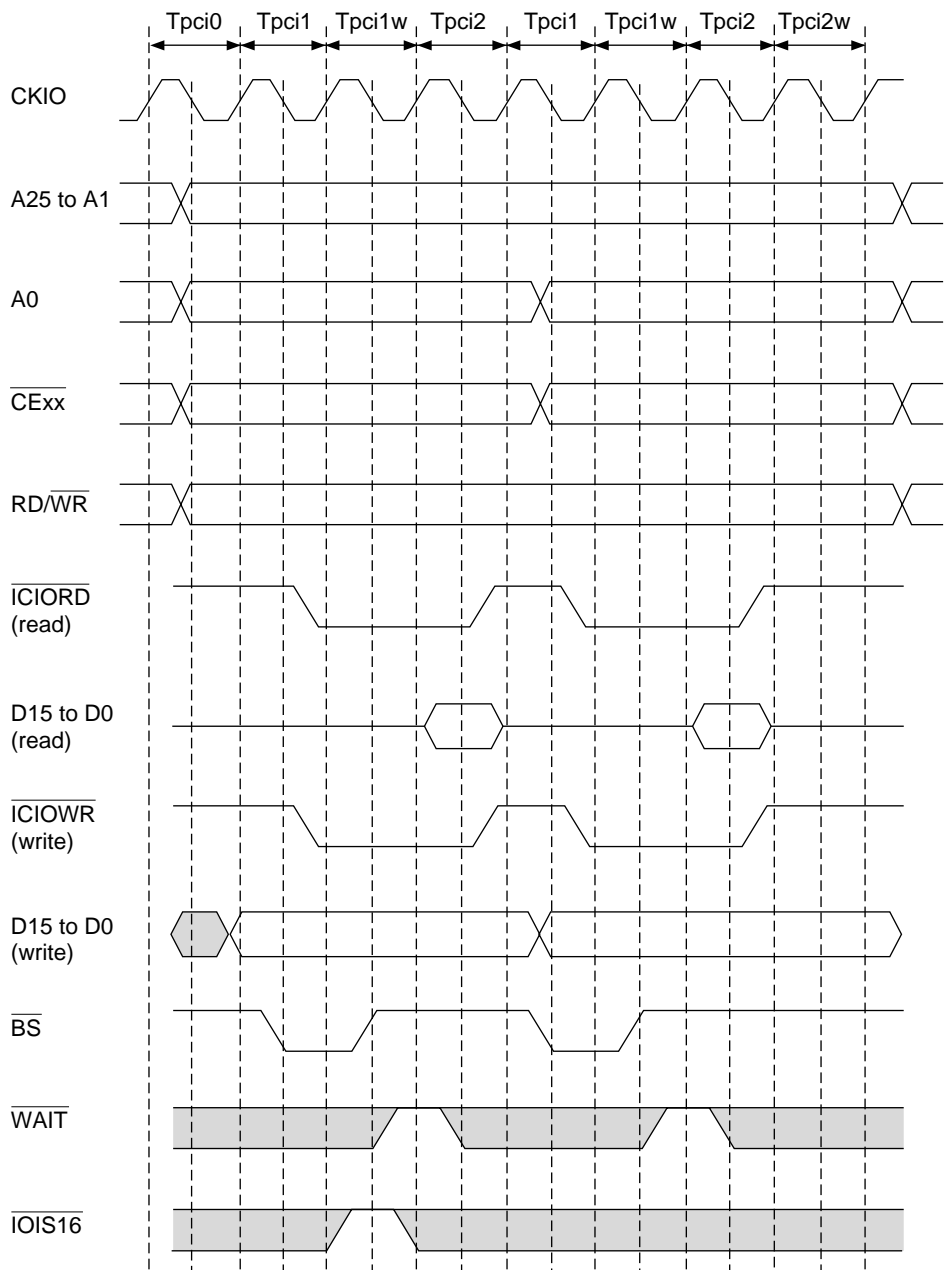 Tpci0 Tpci1 Tpci1w Tpci2 Tpci1 Tpci1w Tpci2 Tpci2w
CKIO
A25 to A1
A0
CExx
RD/WR
ICIORD
(read)
D15 to D0
(read)
ICIOWR
(write)
D15 to D0
(write)
BS
WAIT
IOIS16